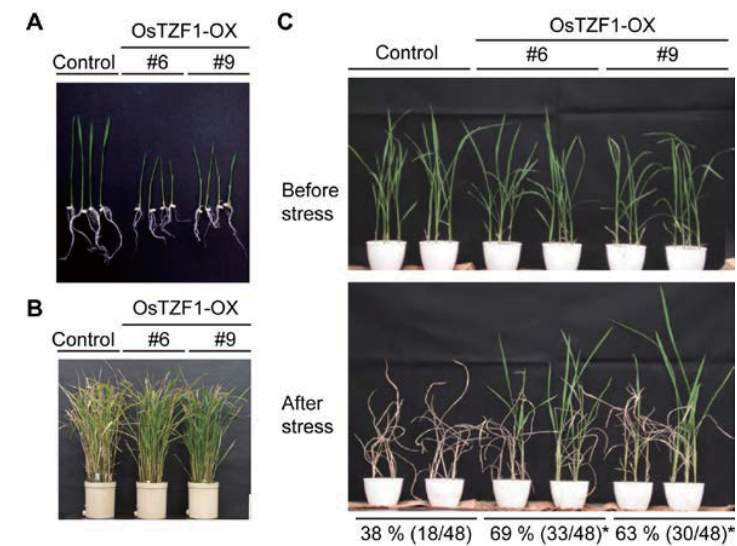 A
OsTZF1-OX
Control #6 #9
B
OsTZF1-OX
Control #6 #9
C
OsTZF1-OX
Control #6 #9
Before
stress
After
stress
38 % (18/48) 69 % (33/48)* 63 % (30/48)*